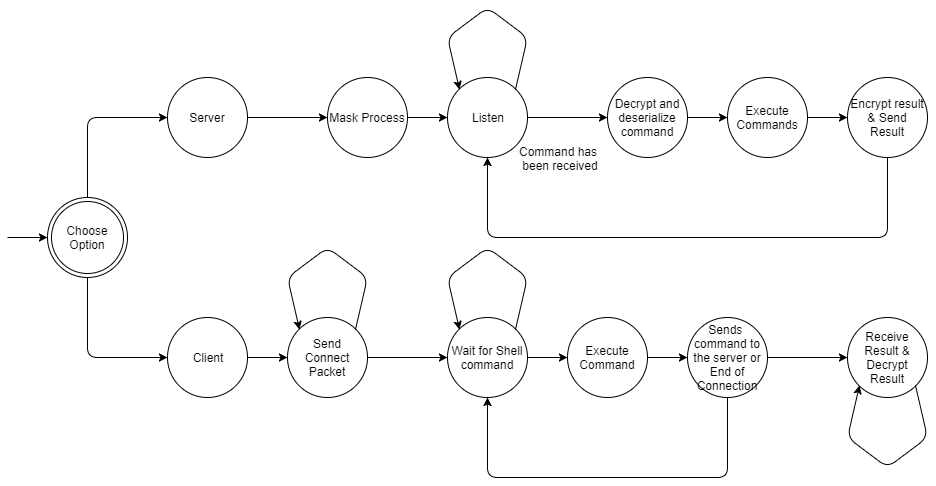 Server
Mask Process
Listen
Decrypt and
deserialize
command
Execute
Commands
Encrypt result
& Send
Result
Command has
been received
Choose
Option
Client
Send
Connect
Packet
Wait for Shell
command
Execute
Command
Sends
command to
the server or
End of
Connection
Receive
Result &
Decrypt
Result